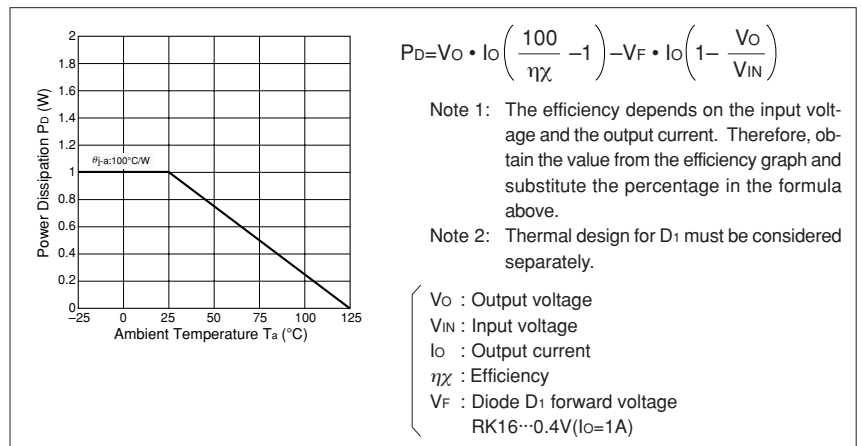 2
1.8
1.6
1.4
1.2
1
0.8
0.6
0.4
0.2
0
–25 0 25 50 75 100 125
Power Dissipation PD (W)
θj-a:100°C/W
Ambient Temperature Ta (°C)
PD=VO • IO(100/ηχ –1)–VF • IO(1– VO/VIN)
Note 1: The efficiency depends on the input volt-
age and the output current. Therefore, ob-
tain the value from the efficiency graph and
substitute the percentage in the formula
above.
Note 2: Thermal design for D1 must be considered
separately.
VO : Output voltage
VIN : Input voltage
IO : Output current
ηχ : Efficiency
VF : Diode D1 forward voltage
RK16···0.4V(IO=1A)